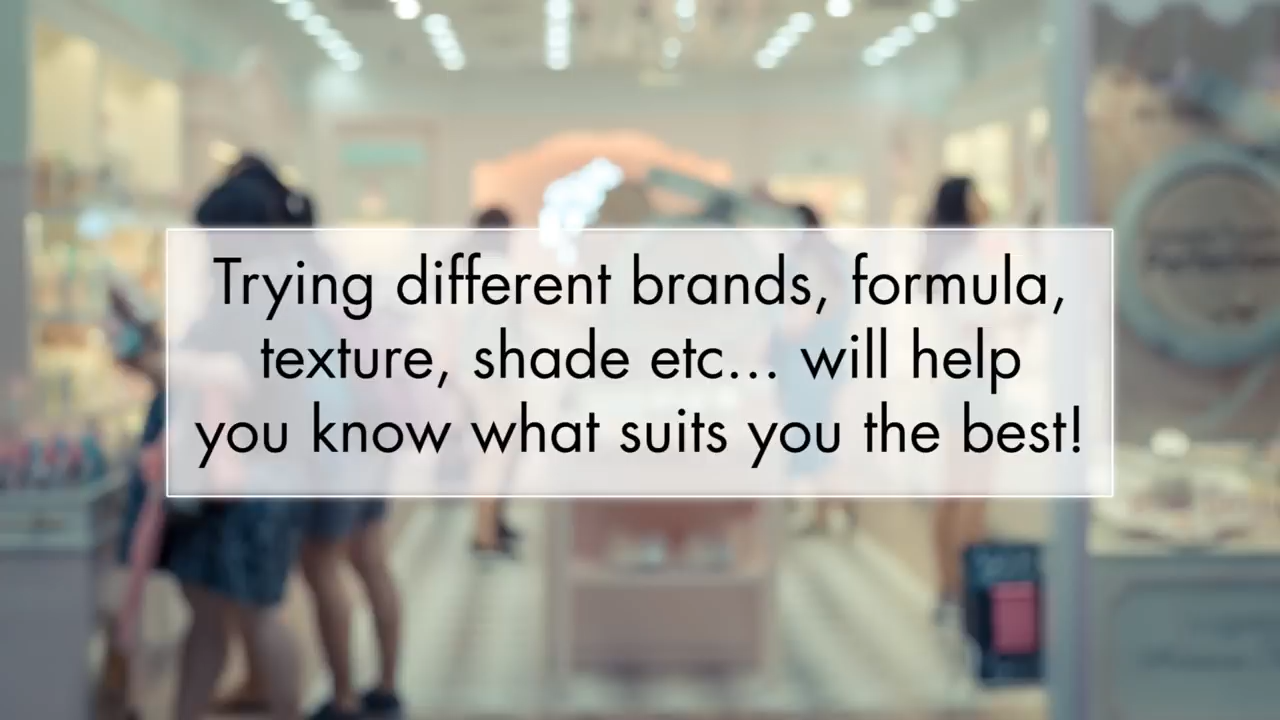 Trying different brands, formula,
texture, shade etc... will help
you know what suits you the best!